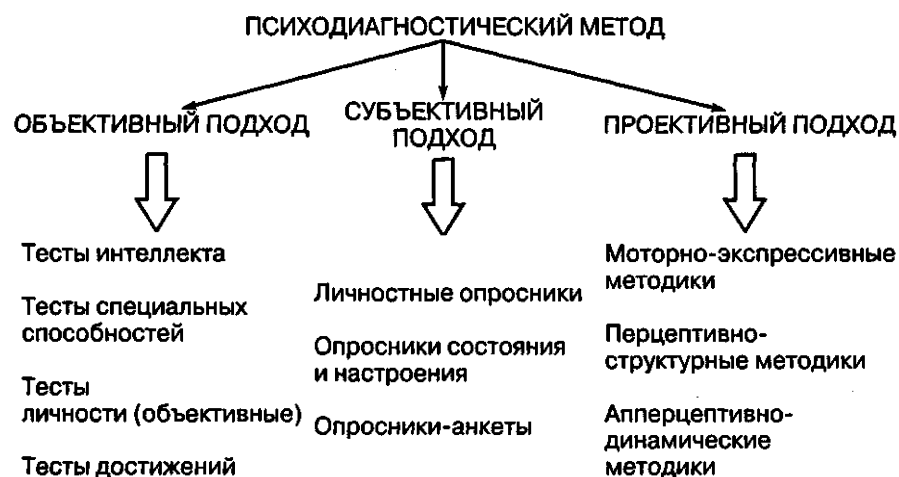 ПСИХОДИАГНОСТИЧЕСКИЙ МЕТОД
ОБЪЕКТИВНЫЙ ПОДХОД
СУБЪЕКТИВНЫЙ
ПОДХОД
ПРОЕКТИВНЫЙ ПОДХОД
Тесты интеллекта
Тесты специальных
способностей
Тесты
личности (объективные)
Тесты достижений
Личностные опросники
Опросники состояния
и настроения
Опросники-анкеты
Моторно-экспрессивные
методики
Перцептивно-
структурные методики
Апперцептивно-
динамические
методики